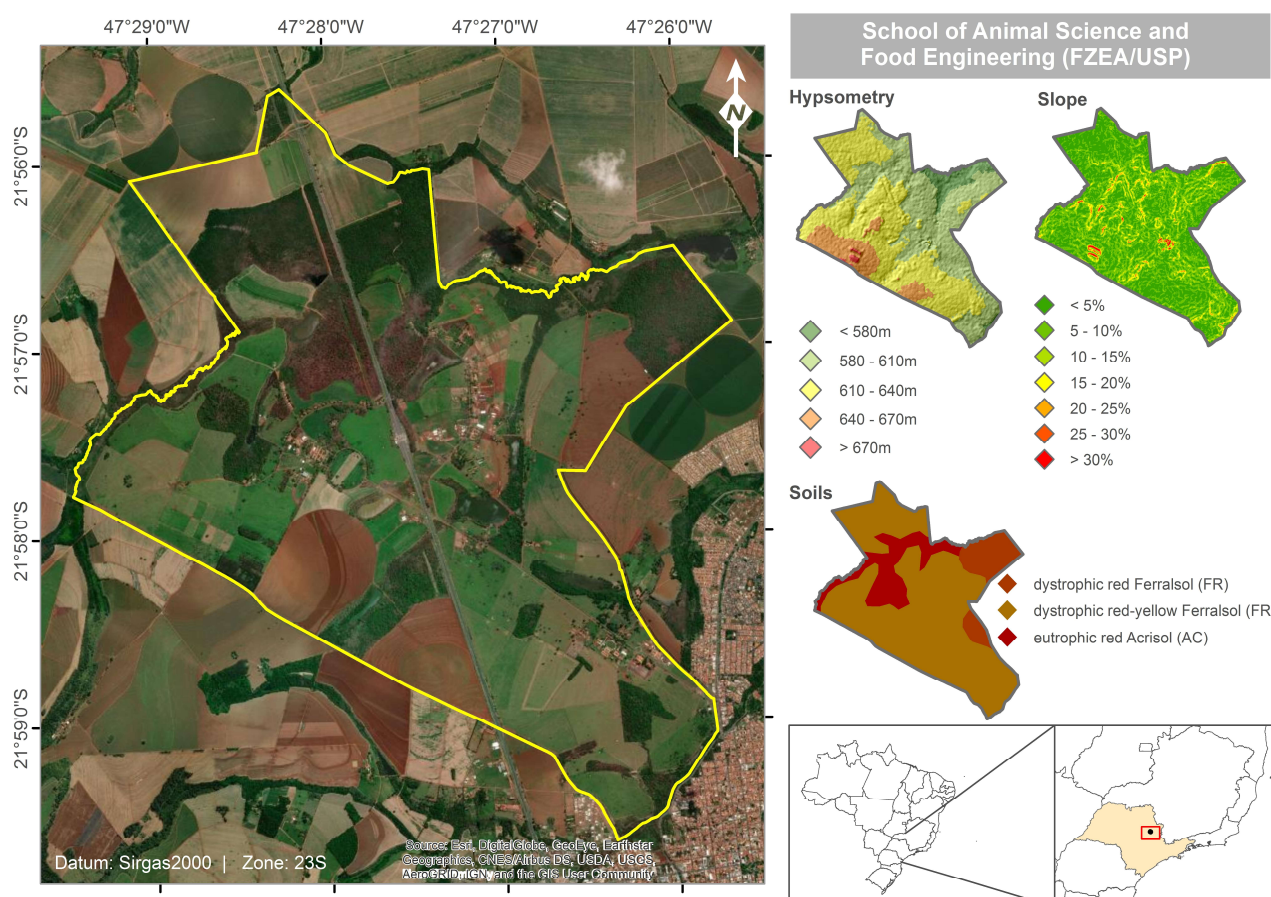 47°29'0"W
47°28'0"W
47°27'0"W
47°26'0"W
21°56'0"S
21°57'0"S
21°58'0"S
21°59'0"S
N
Datum: Sirgas2000 | Zone: 23S
Source: Esri, DigitalGlobe, GeoEye, Earthstar
Geographics, CNES/Airbus DS, USDA, USGS,
AeroGRID, IGN, and the GIS User Community
School of Animal Science and
Food Engineering (FZEA/USP)
Hypsometry
< 580m
580 - 610m
610 - 640m
640 - 670m
> 670m
Slope
< 5%
5 - 10%
10 - 15%
15 - 20%
20 - 25%
25 - 30%
> 30%
Soils
dystrophic red Ferralsol (FR)
dystrophic red-yellow Ferralsol (FR
eutrophic red Acrisol (AC)